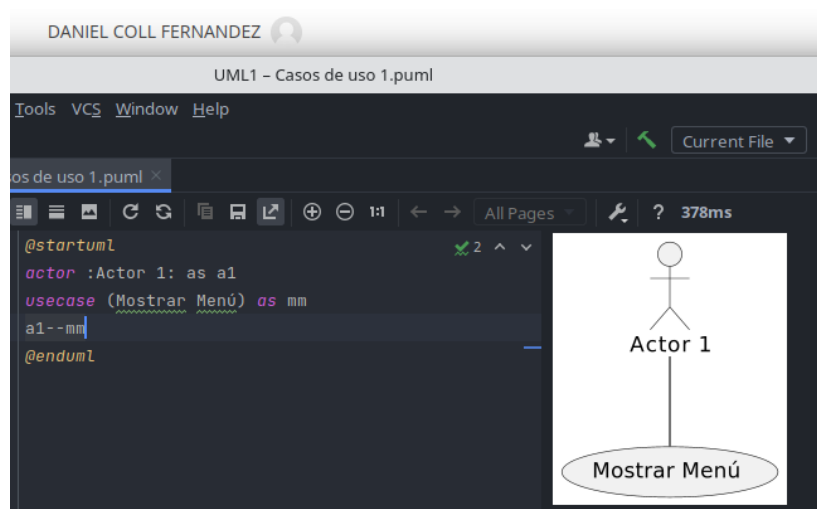 DANIEL COLL FERNANDEZ
UML1 – Casos de uso 1.puml
Tools VCS Window Help
Current File
os de uso 1.puml
1:1 All Pages ? 378ms
@startuml
2
actor :Actor 1: as a1
usecase (Mostrar Menú) as mm
a1--mm
@enduml
Actor 1
Mostrar Menú